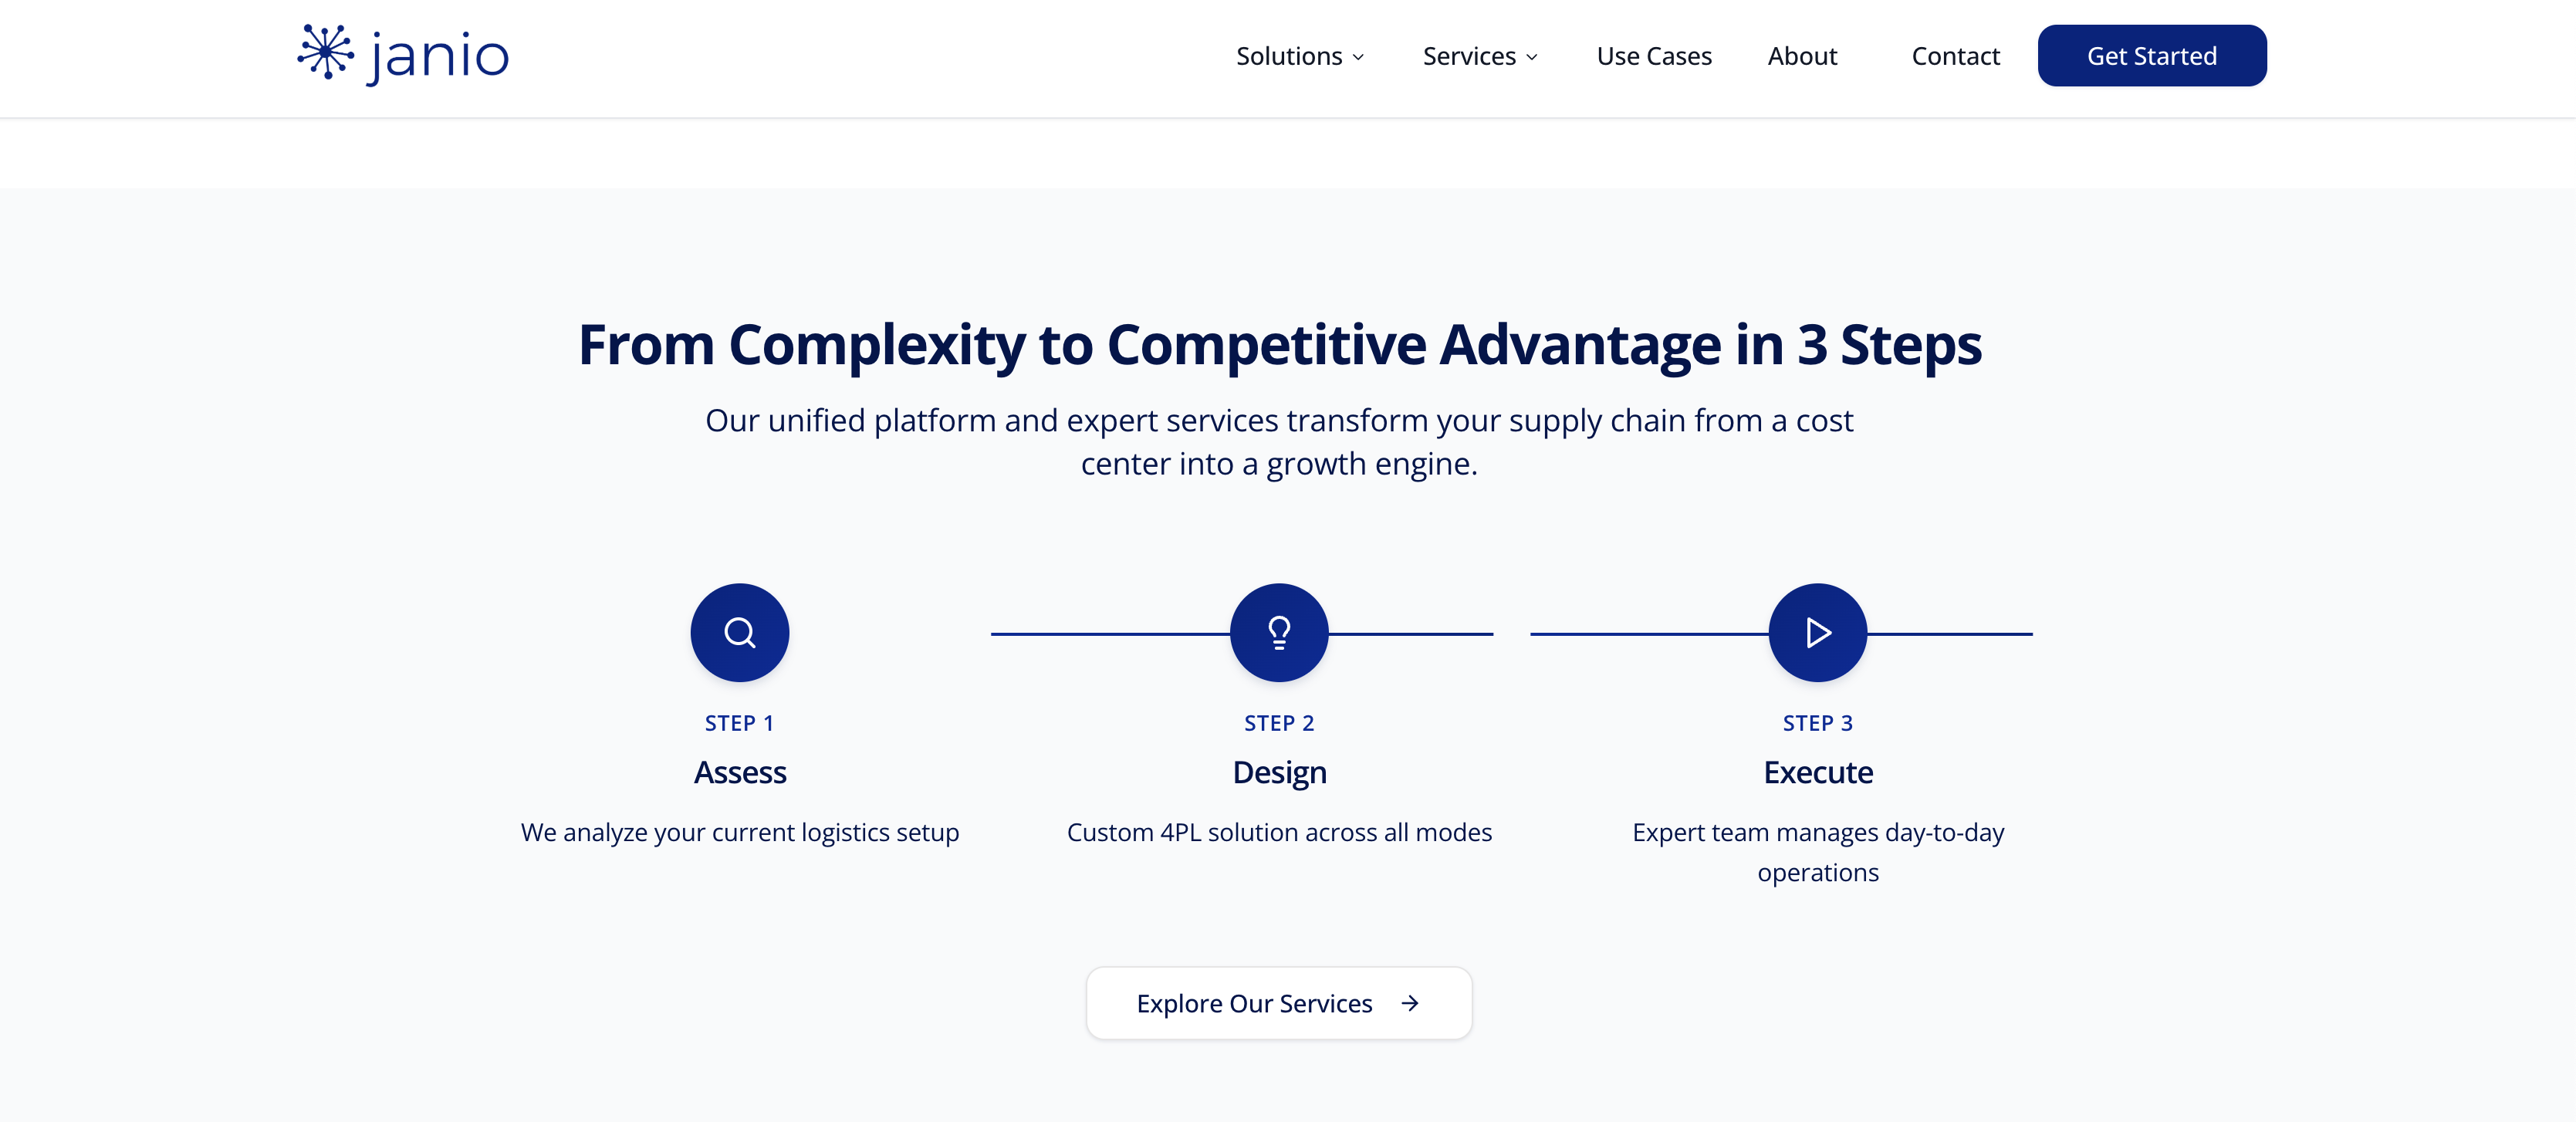 janio
Solutions
Services
Use Cases
About
Contact
Get Started
From Complexity to Competitive Advantage in 3 Steps
Our unified platform and expert services transform your supply chain from a cost
center into a growth engine.
STEP 1
Assess
We analyze your current logistics setup
STEP 2
Design
Custom 4PL solution across all modes
STEP 3
Execute
Expert team manages day-to-day
operations
Explore Our Services